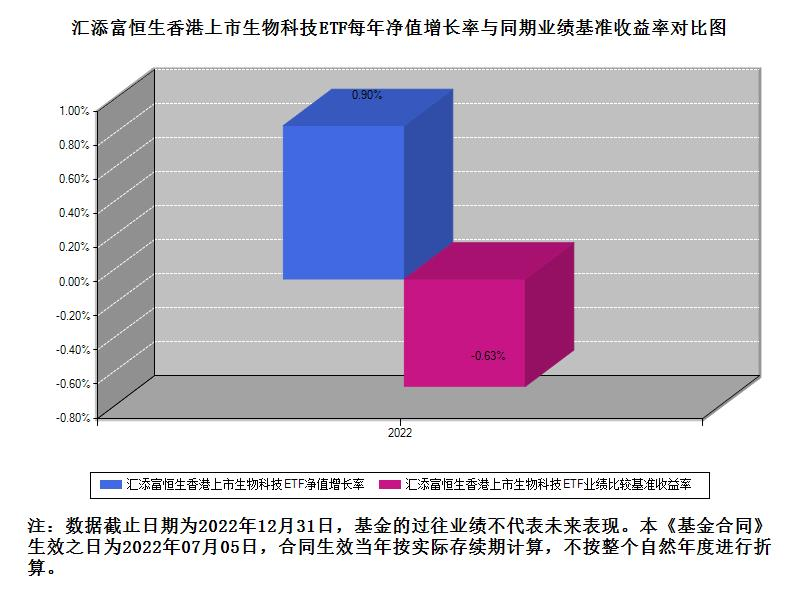 汇添富恒生香港上市生物科技ETF每年净值增长率与同期业绩基准收益率对比图
0.90%
1.00%
0.80%
0.60%
0.40%
0.20%
0.00%
-0.20%
-0.40%
-0.63%
-0.60%
-0.80%
2022
汇添富恒生香港上市生物科技ETF净值增长率 汇添富恒生香港上市生物科技ETF业绩比较基准收益率
注：数据截止日期为2022年12月31日，基金的过往业绩不代表未来表现。本《基金合同》
生效之日为2022年07月05日，合同生效当年按实际存续期计算，不按整个自然年度进行折
算。